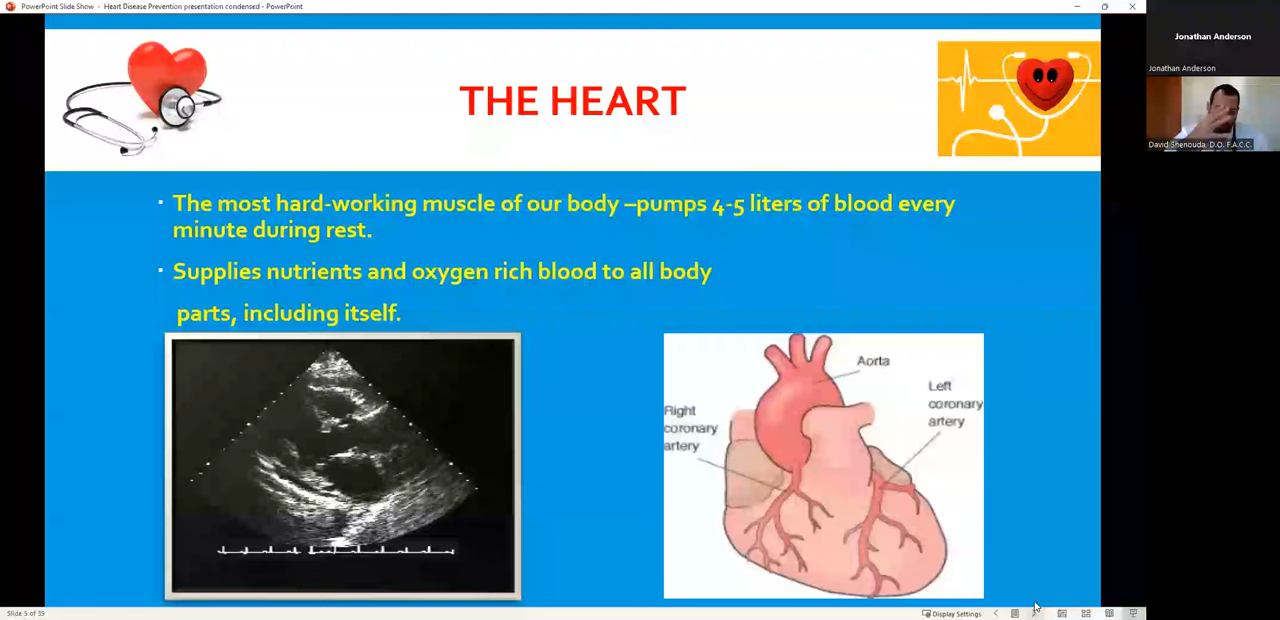 PowerPoint Slide Show - Heart Disease Prevention presentation condensed - PowerPoint
Jonathan Anderson
Jonathan Anderson
David Shenouda, D.O. F.A.C.C.
THE HEART
The most hard-working muscle of our body –pumps 4-5 liters of blood every
minute during rest.
Supplies nutrients and oxygen rich blood to all body
parts, including itself.
Aorta
Left
coronary
artery
Right
coronary
artery
Slide 5 of 39
Display Settings